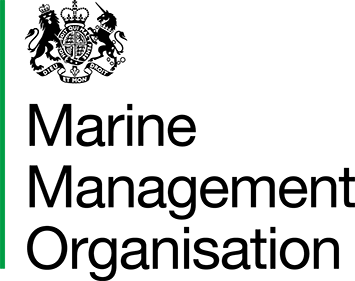 DIEU ET MON DROIT
Marine
Management
Organisation